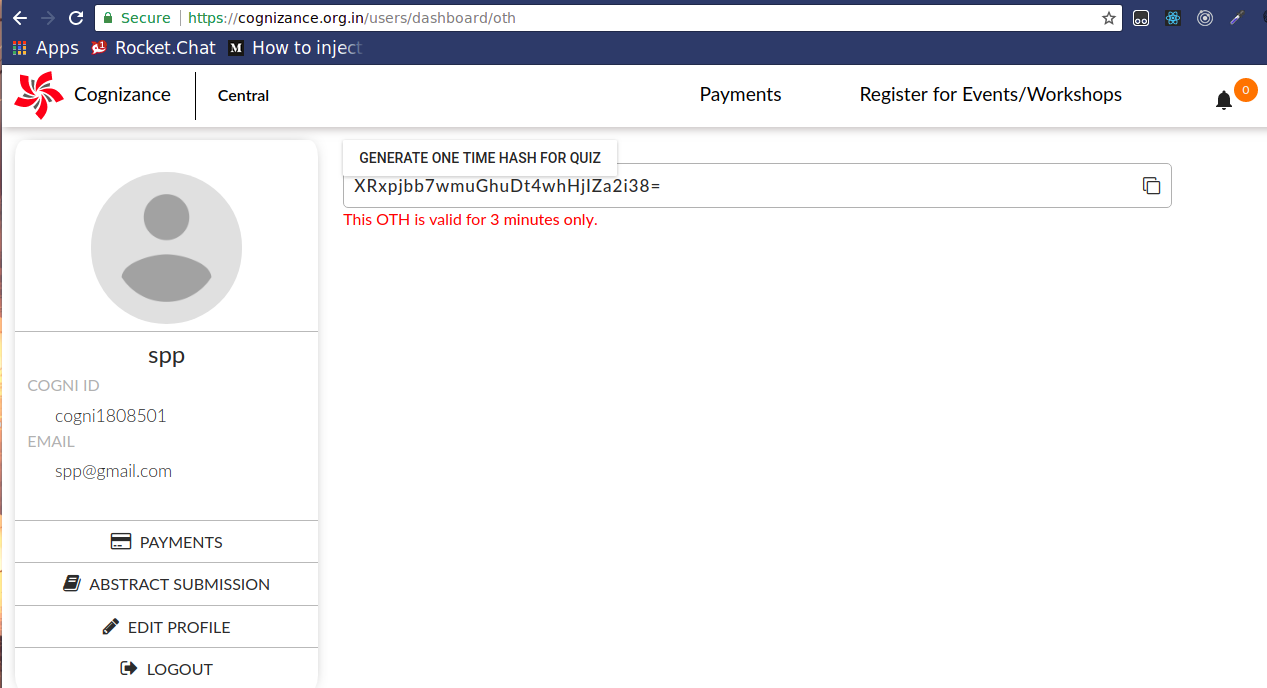 Secure https://cognizance.org.in/users/dashboard/oth
Apps Rocket.Chat M How to inject
Cognizance Central Payments Register for Events/Workshops 0
GENERATE ONE TIME HASH FOR QUIZ
XRxpjbb7wmuGhuDt4whHjIZa2i38=
This OTH is valid for 3 minutes only.
spp
COGNI ID
cogni1808501
EMAIL
spp@gmail.com
PAYMENTS
ABSTRACT SUBMISSION
EDIT PROFILE
LOGOUT